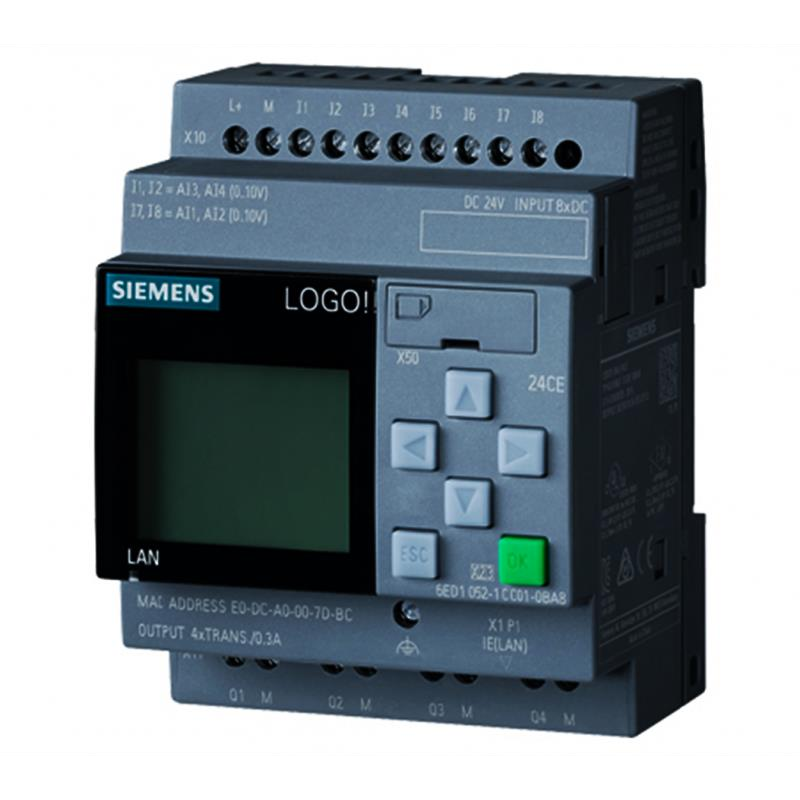 L+ M I1 I2 I3 I4 I5 I6 I7 I8
X10
I1, I2 = AI3, AI4 (0..10V)
I7, I8 = AI1, AI2 (0..10V)
DC 24V INPUT 8xDC
SIEMENS
LOGO!
X50
24CE
ESC
OK
LAN
6ED1 052-1CC01-0BA8
MAC ADDRESS E0-DC-A0-00-7D-BC
OUTPUT 4xTRANS./0.3A
X1 P1
IE(LAN)
Q1 M Q2 M Q3 M Q4 M
SIEMENS